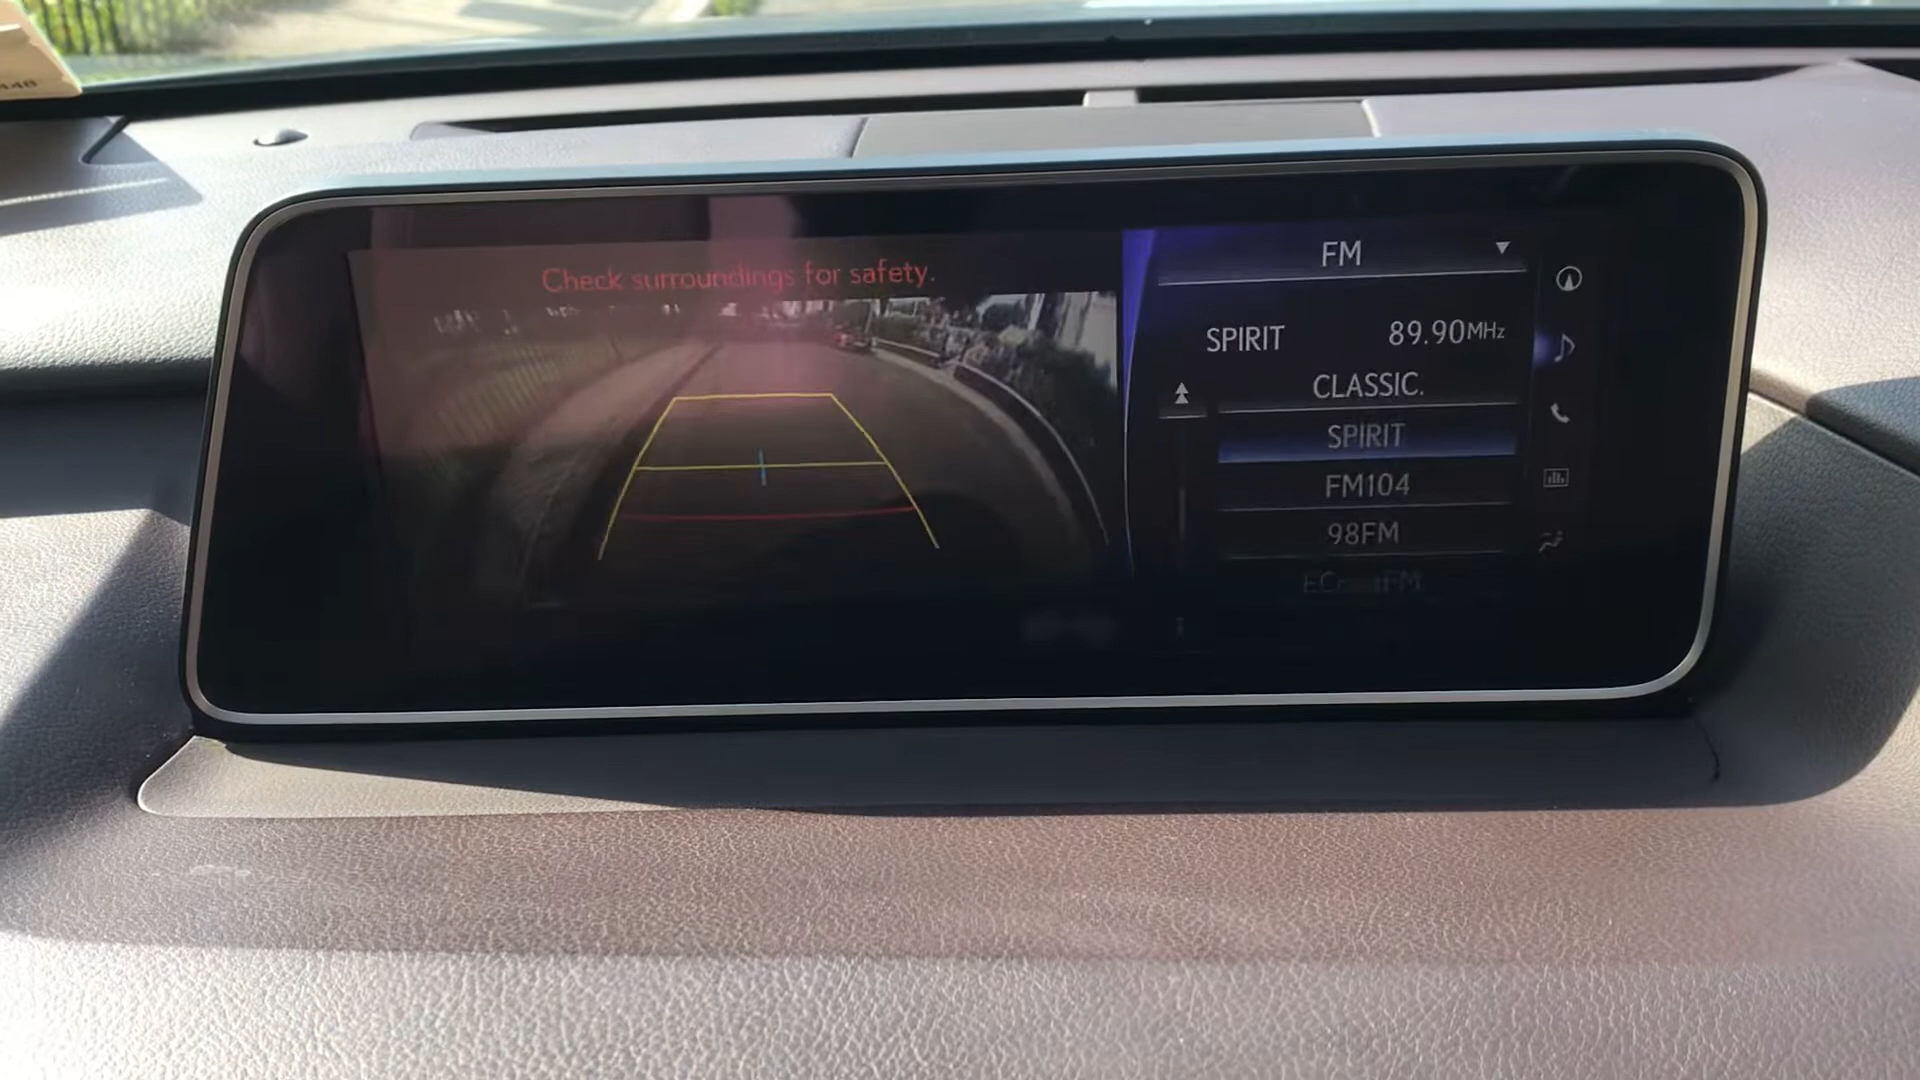 Check surroundings for safety.
FM
SPIRIT 89.90MHz
CLASSIC.
SPIRIT
FM104
98FM